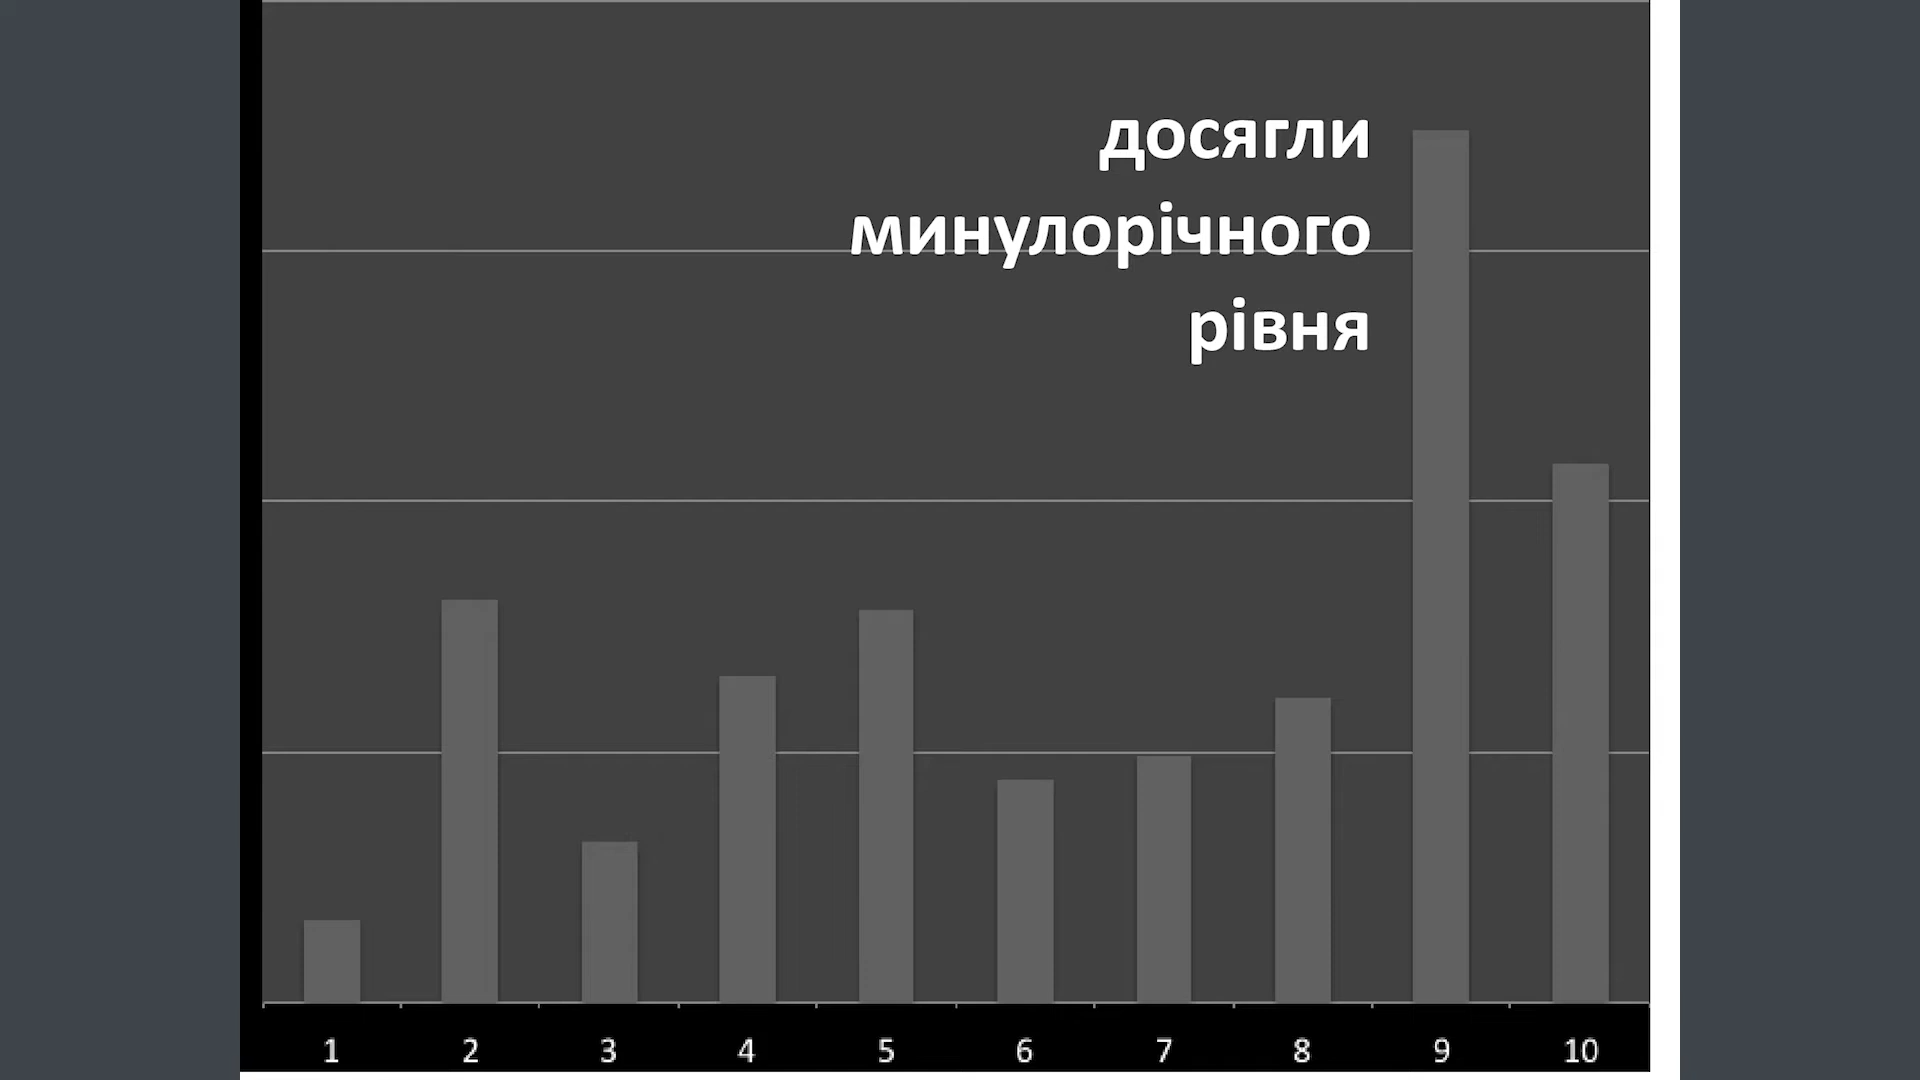 досягли
минулорічного
рівня
1 2 3 4 5 6 7 8 9 10